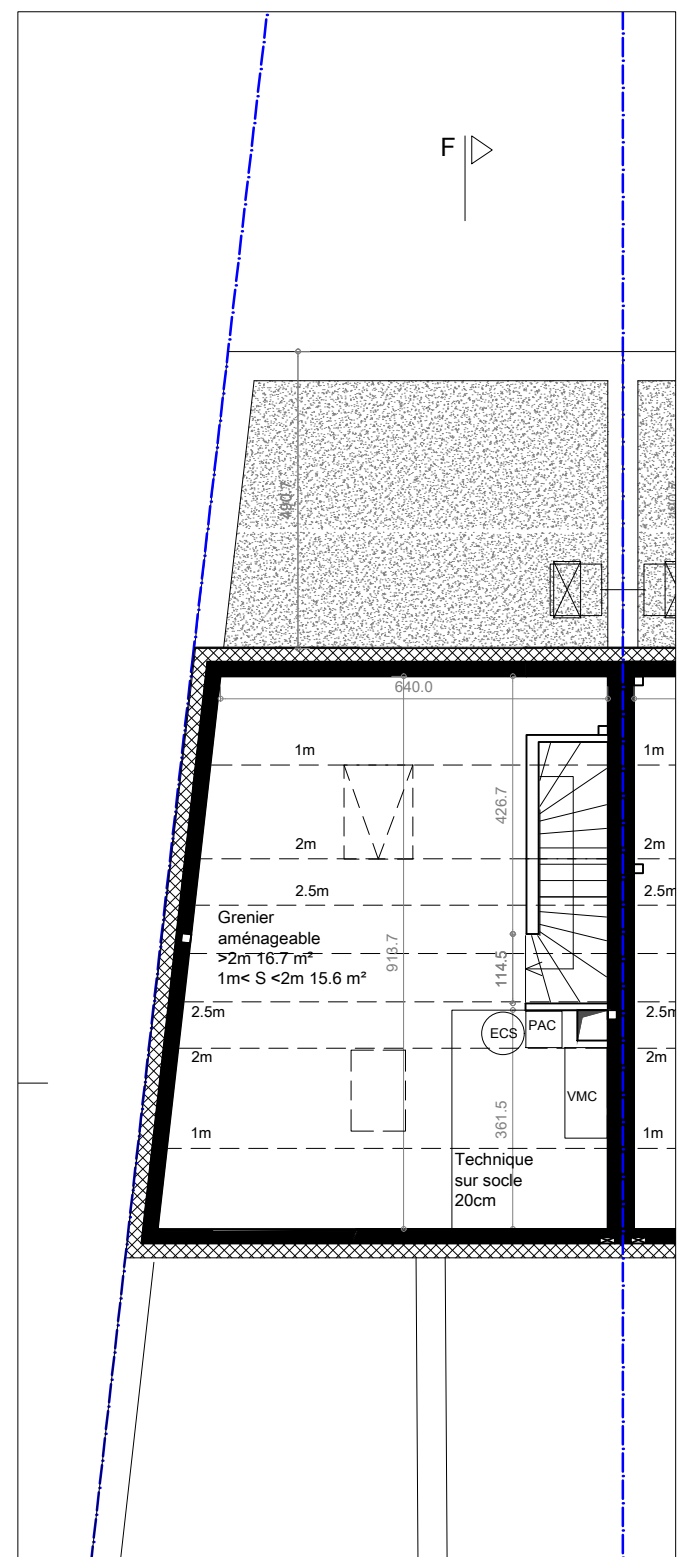 F
490.7
640.0
1m
1m
426.7
2m
2m
2.5m
2.5m
Grenier
aménageable
>2m 16.7 m²
1m< S <2m 15.6 m²
918.7
114.5
2.5m
2.5m
ECS
PAC
2m
2m
VMC
361.5
1m
1m
Technique
sur socle
20cm